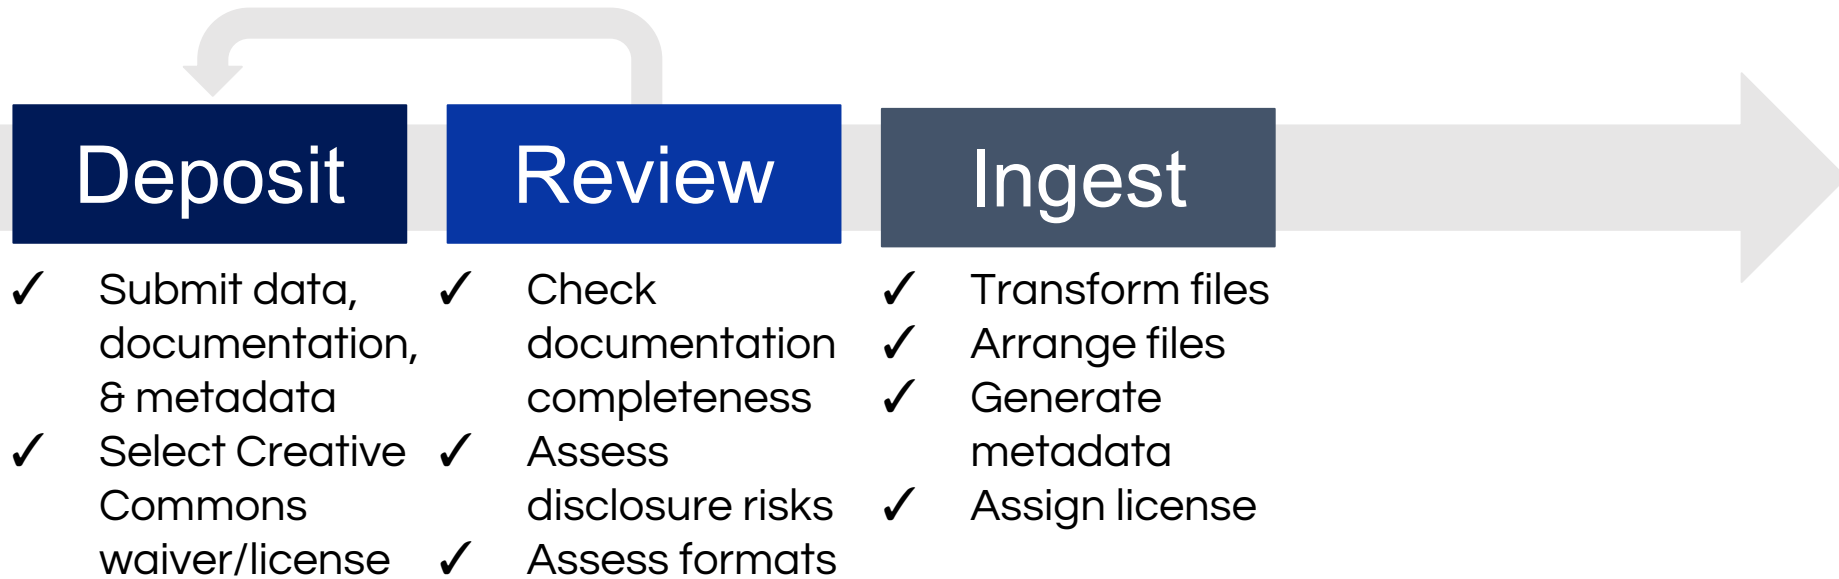 Deposit
Review
Ingest
✓ Submit data,
documentation,
& metadata
✓ Select Creative
Commons
waiver/license
✓ Check
documentation
completeness
✓ Assess
disclosure risks
✓ Assess formats
✓ Transform files
✓ Arrange files
✓ Generate
metadata
✓ Assign license